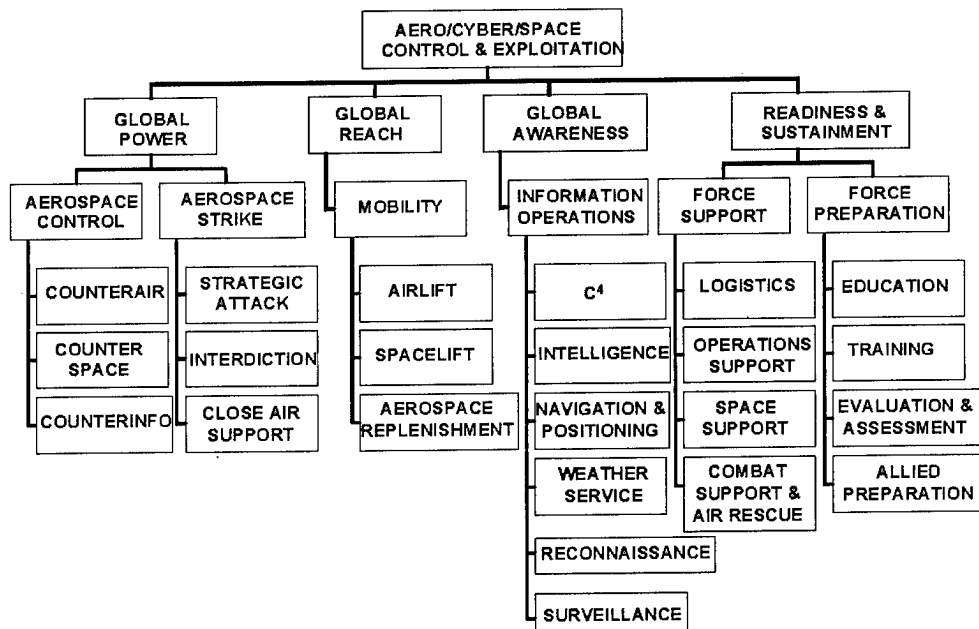 AERO/CYBER/SPACE
CONTROL & EXPLOITATION
GLOBAL
POWER
GLOBAL
REACH
GLOBAL
AWARENESS
READINESS &
SUSTAINMENT
AEROSPACE
CONTROL
AEROSPACE
STRIKE
MOBILITY
INFORMATION
OPERATIONS
FORCE
SUPPORT
FORCE
PREPARATION
COUNTERAIR
COUNTER
SPACE
COUNTERINFO
STRATEGIC
ATTACK
INTERDICTION
CLOSE AIR
SUPPORT
AIRLIFT
SPACELIFT
AEROSPACE
REPLENISHMENT
C⁴
INTELLIGENCE
NAVIGATION &
POSITIONING
WEATHER
SERVICE
RECONNAISSANCE
SURVEILLANCE
LOGISTICS
OPERATIONS
SUPPORT
SPACE
SUPPORT
COMBAT
SUPPORT &
AIR RESCUE
EDUCATION
TRAINING
EVALUATION &
ASSESSMENT
ALLIED
PREPARATION